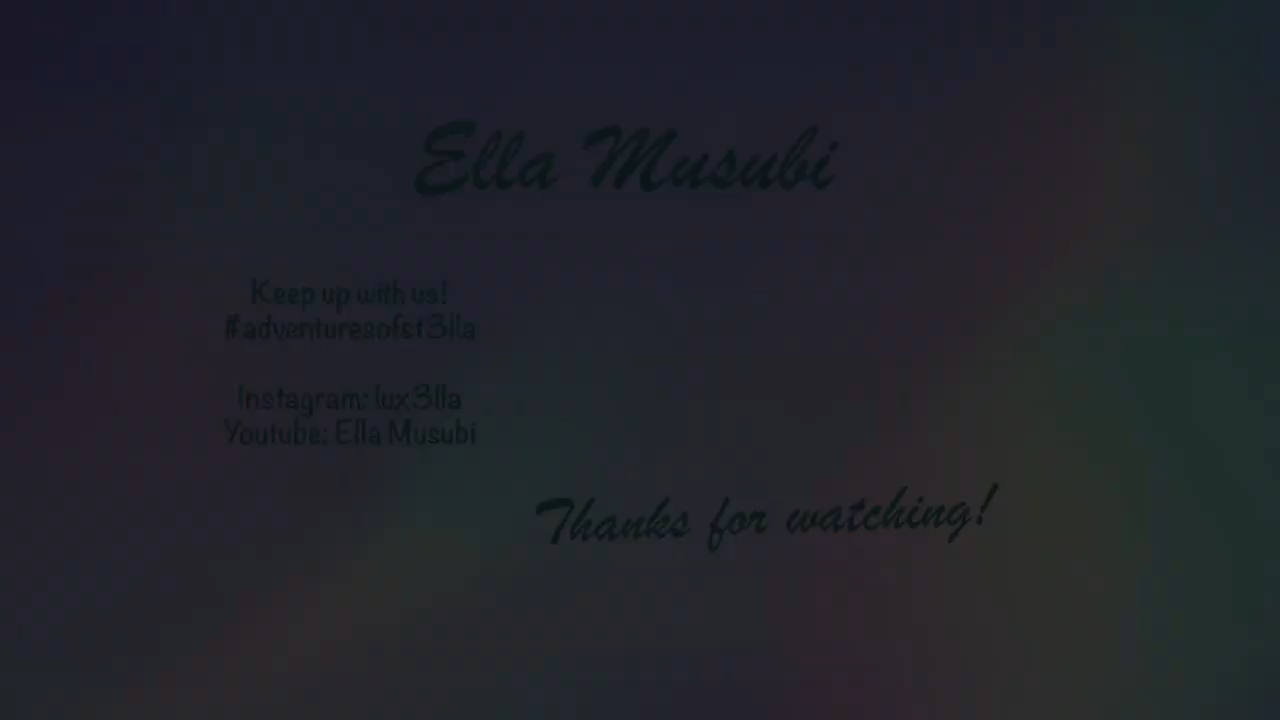 Ella Musubi
Keep up with us!
#adventuresofst3lla
Instagram: lux3lla
Youtube: Ella Musubi
Thanks for watching!